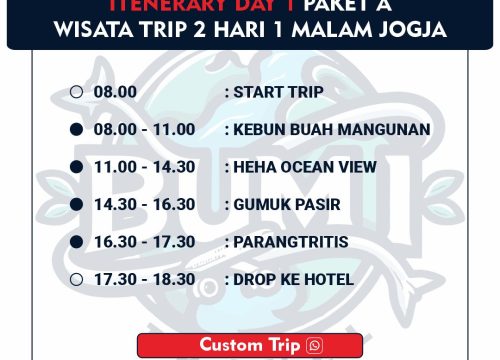 ITENERARY DAY 1 PAKET A
WISATA TRIP 2 HARI 1 MALAM JOGJA
08.00 : START TRIP
08.00 - 11.00 : KEBUN BUAH MANGUNAN
11.00 - 14.30 : HEHA OCEAN VIEW
14.30 - 16.30 : GUMUK PASIR
16.30 - 17.30 : PARANGTRITIS
17.30 - 18.30 : DROP KE HOTEL
BUMI
Custom Trip